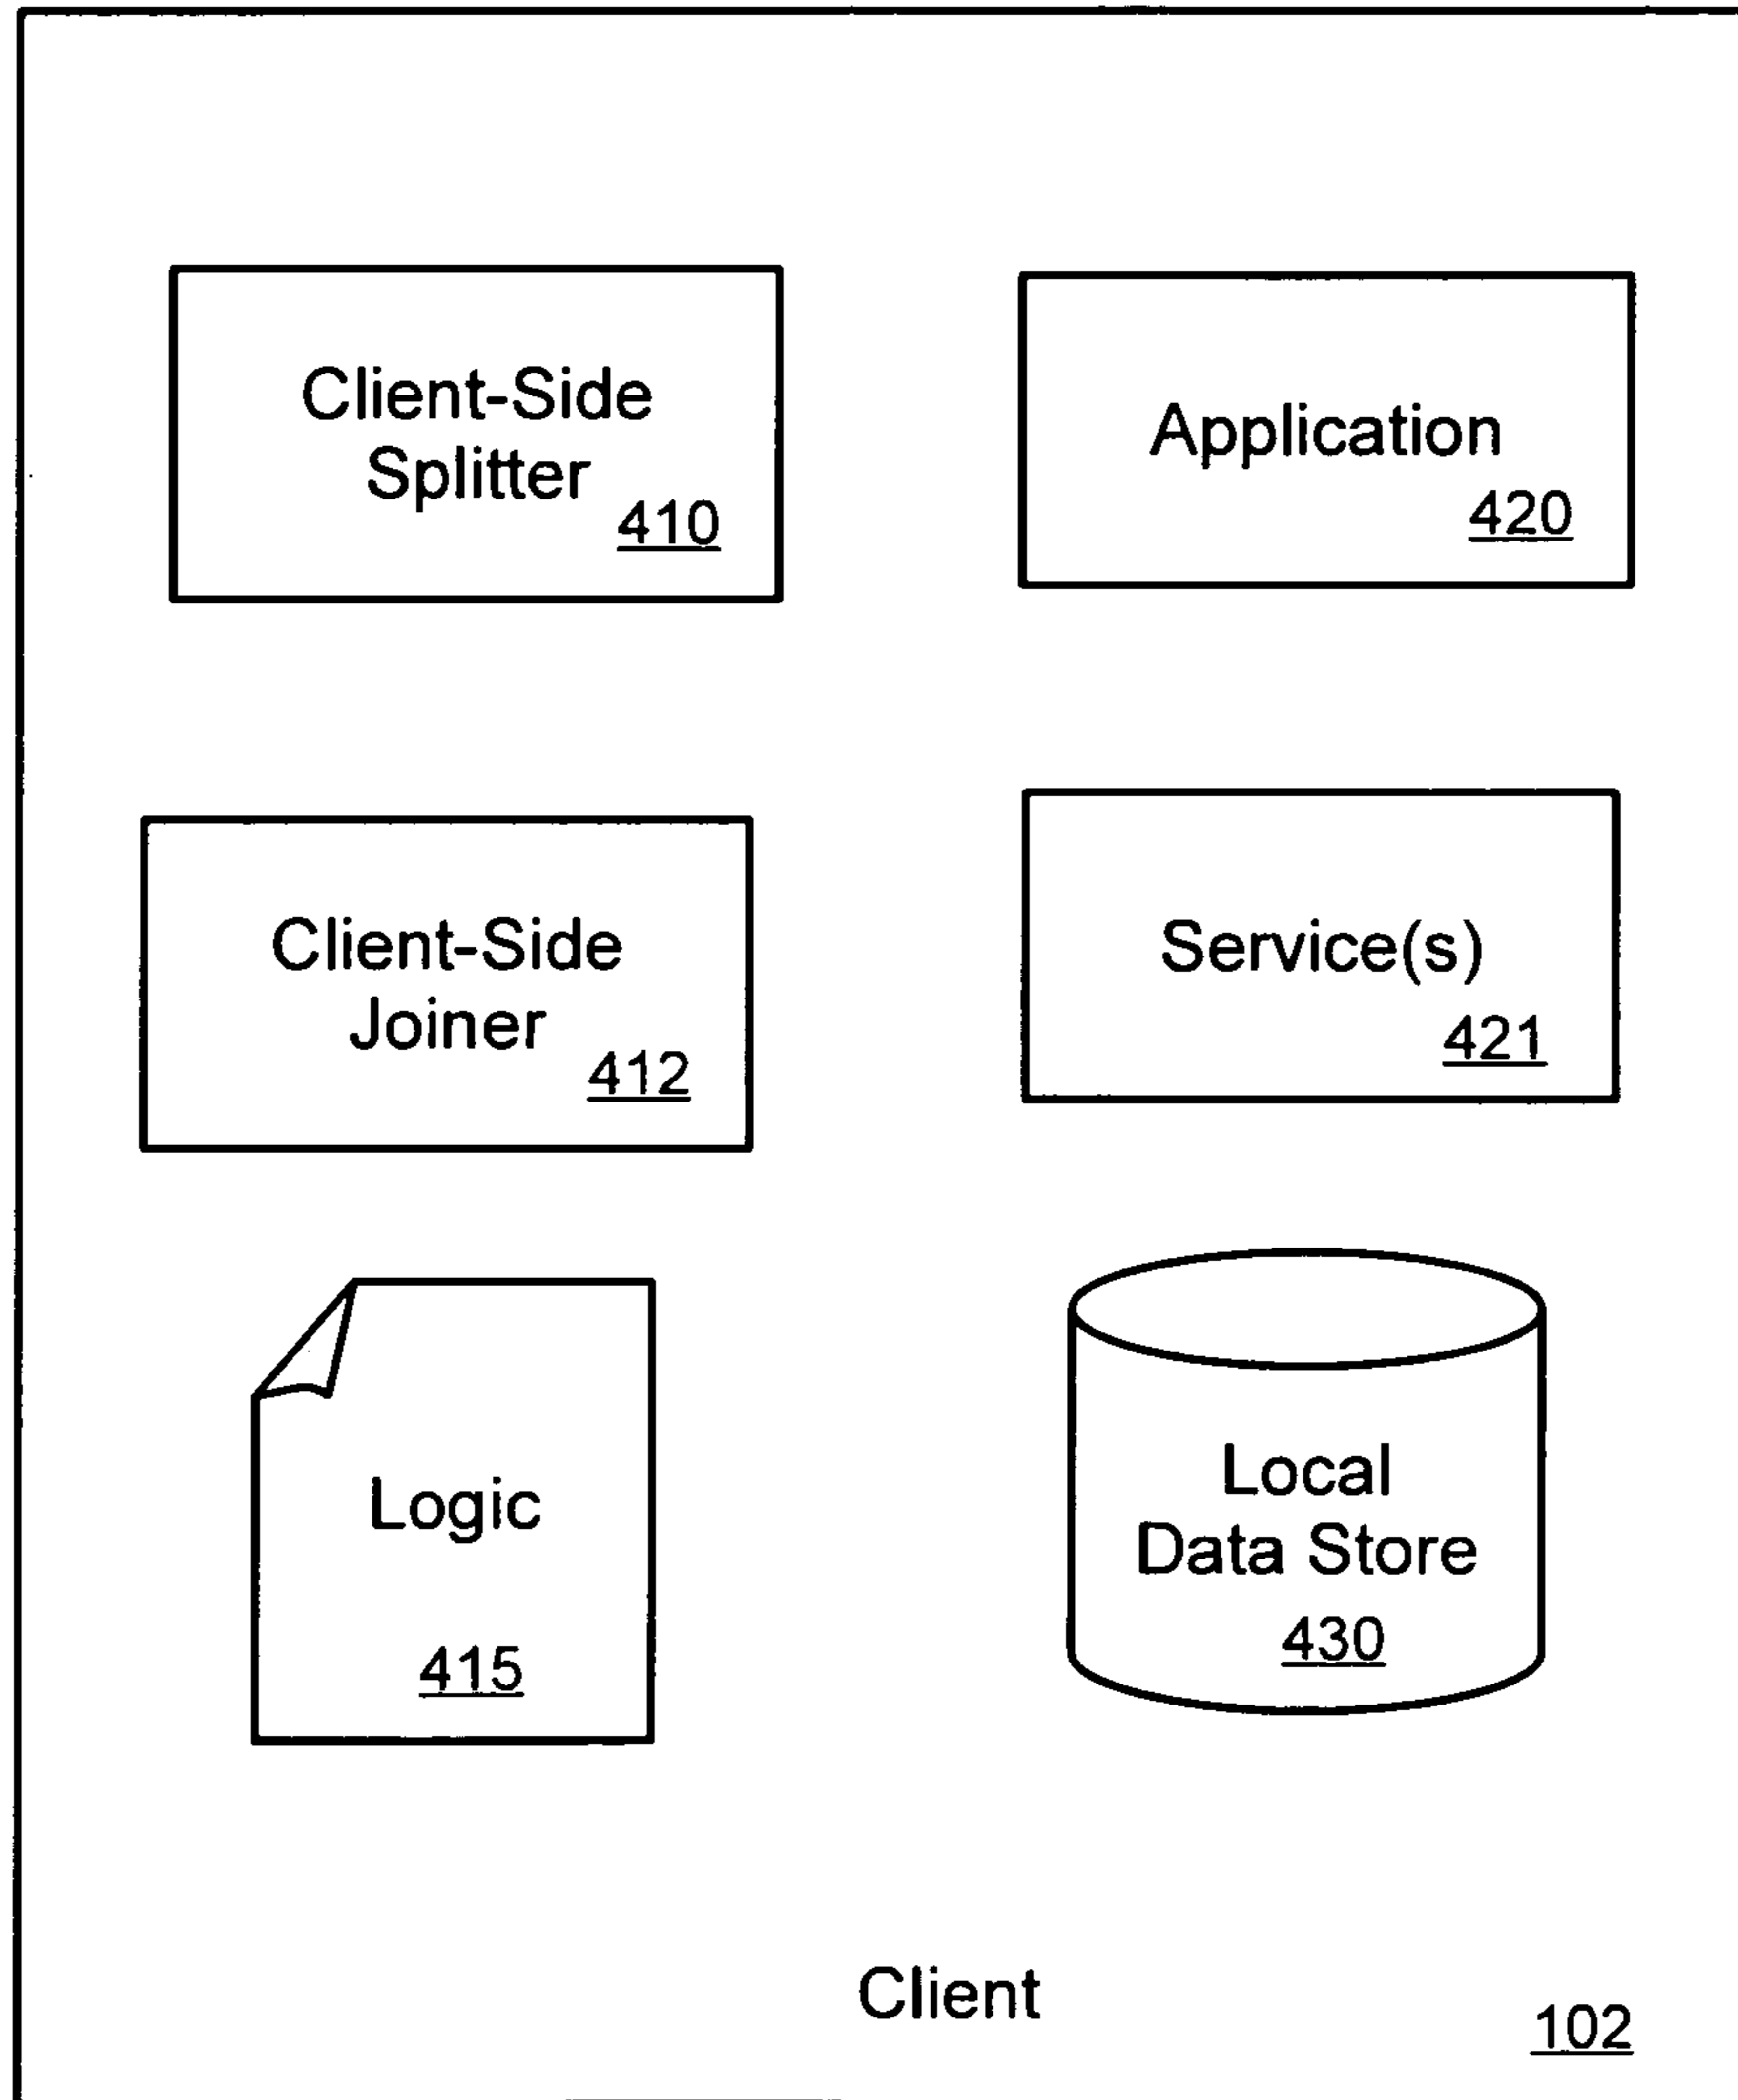 Client-Side
Splitter
410
Application
420
Client-Side
Joiner
412
Service(s)
421
Logic
415
Local
Data Store
430
Client
102